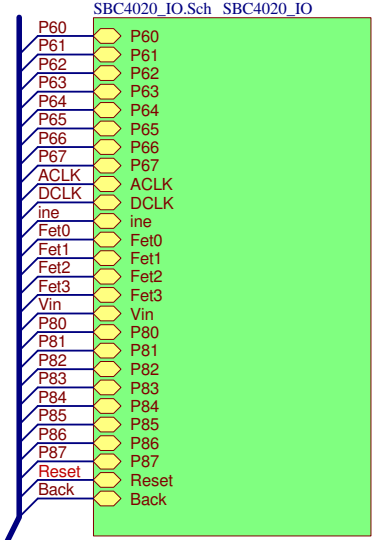 SBC4020_IO.Sch SBC4020_IO
P60 P60
P61 P61
P62 P62
P63 P63
P64 P64
P65 P65
P66 P66
P67 P67
ACLK ACLK
DCLK DCLK
ine ine
Fet0 Fet0
Fet1 Fet1
Fet2 Fet2
Fet3 Fet3
Vin Vin
P80 P80
P81 P81
P82 P82
P83 P83
P84 P84
P85 P85
P86 P86
P87 P87
Reset Reset
Back Back